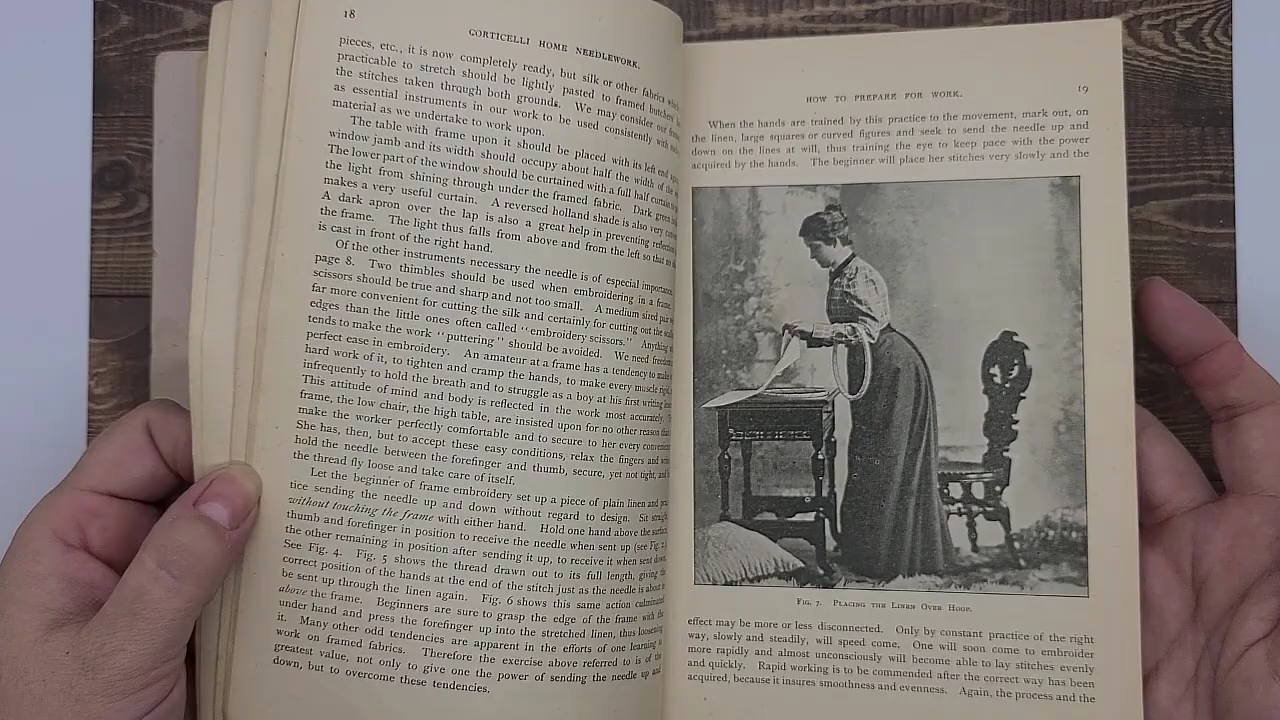 18
CORTICELLI HOME NEEDLEWORK.
pieces, etc., it is now completely ready, but silk or other fabrics
practicable to stretch should be lightly pasted to framed butchers'
the stitches taken through both grounds. We may consider our
as essential instruments in our work to be used consistently with
material as we undertake to work upon.
The table with frame upon it should be placed with its left end
window jamb and its width should occupy about half the width of the
The lower part of the window should be curtained with a full half curtain
the light from shining through under the framed fabric. Dark green
makes a very useful curtain. A reversed holland shade is also very
A dark apron over the lap is also a great help in preventing
the frame. The light thus falls from above and from the left so that no
is cast in front of the right hand.
Of the other instruments necessary the needle is of especial importance,
page 8. Two thimbles should be used when embroidering in a frame.
scissors should be true and sharp and not too small. A medium sized pair
far more convenient for cutting the silk and certainly for cutting out the
edges than the little ones often called "embroidery scissors." Anything
tends to make the work "puttering" should be avoided. We need
perfect ease in embroidery. An amateur at a frame has a tendency to make
hard work of it, to tighten and cramp the hands, to make every muscle rigid,
infrequently to hold the breath and to struggle as a boy at his first writing
This attitude of mind and body is reflected in the work most accurately.
frame, the low chair, the high table, are insisted upon for no other reason than
make the worker perfectly comfortable and to secure to her every
She has, then, but to accept these easy conditions, relax the fingers and
hold the needle between the forefinger and thumb, secure, yet not tight, and
the thread fly loose and take care of itself.
Let the beginner of frame embroidery set up a piece of plain linen and prac-
tice sending the needle up and down without regard to design. Sit straight
without touching the frame with either hand. Hold one hand above the surface,
thumb and forefinger in position to receive the needle when sent up (see Fig.
the other remaining in position after sending it up, to receive it when sent down.
See Fig. 4. Fig. 5 shows the thread drawn out to its full length, giving the
correct position of the hands at the end of the stitch just as the needle is about to
be sent up through the linen again. Fig. 6 shows this same action culminated
above the frame. Beginners are sure to grasp the edge of the frame with the
under hand and press the forefinger up into the stretched linen, thus loosening
it. Many other odd tendencies are apparent in the efforts of one learning to
work on framed fabrics. Therefore the exercise above referred to is of the
greatest value, not only to give one the power of sending the needle up and
down, but to overcome these tendencies.
HOW TO PREPARE FOR WORK.
19
When the hands are trained by this practice to the movement, mark out, on
the linen, large squares or curved figures and seek to send the needle up and
down on the lines at will, thus training the eye to keep pace with the power
acquired by the hands. The beginner will place her stitches very slowly and the
FIG. 7. PLACING THE LINEN OVER HOOP.
effect may be more or less disconnected. Only by constant practice of the right
way, slowly and steadily, will speed come. One will soon come to embroider
more rapidly and almost unconsciously will become able to lay stitches evenly
and quickly. Rapid working is to be commended after the correct way has been
acquired, because it insures smoothness and evenness. Again, the process and the